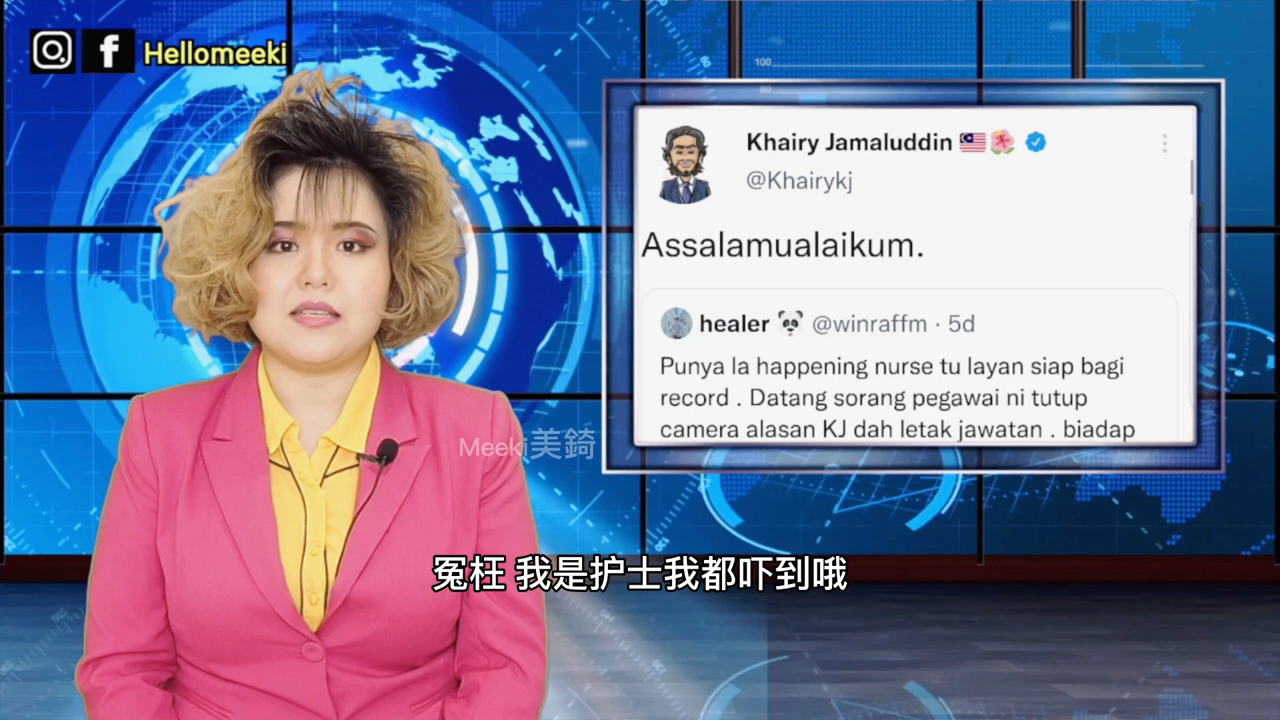 Hellomeeki
100
80
Khairy Jamaluddin 🇲🇾🌺
@Khairykj
Assalamualaikum.
healer 🐼 @winraffm · 5d
Punya la happening nurse tu layan siap bagi
record . Datang sorang pegawai ni tutup
camera alasan KJ dah letak jawatan . biadap
Meeki美錡
冤枉 我是护士我都吓到哦